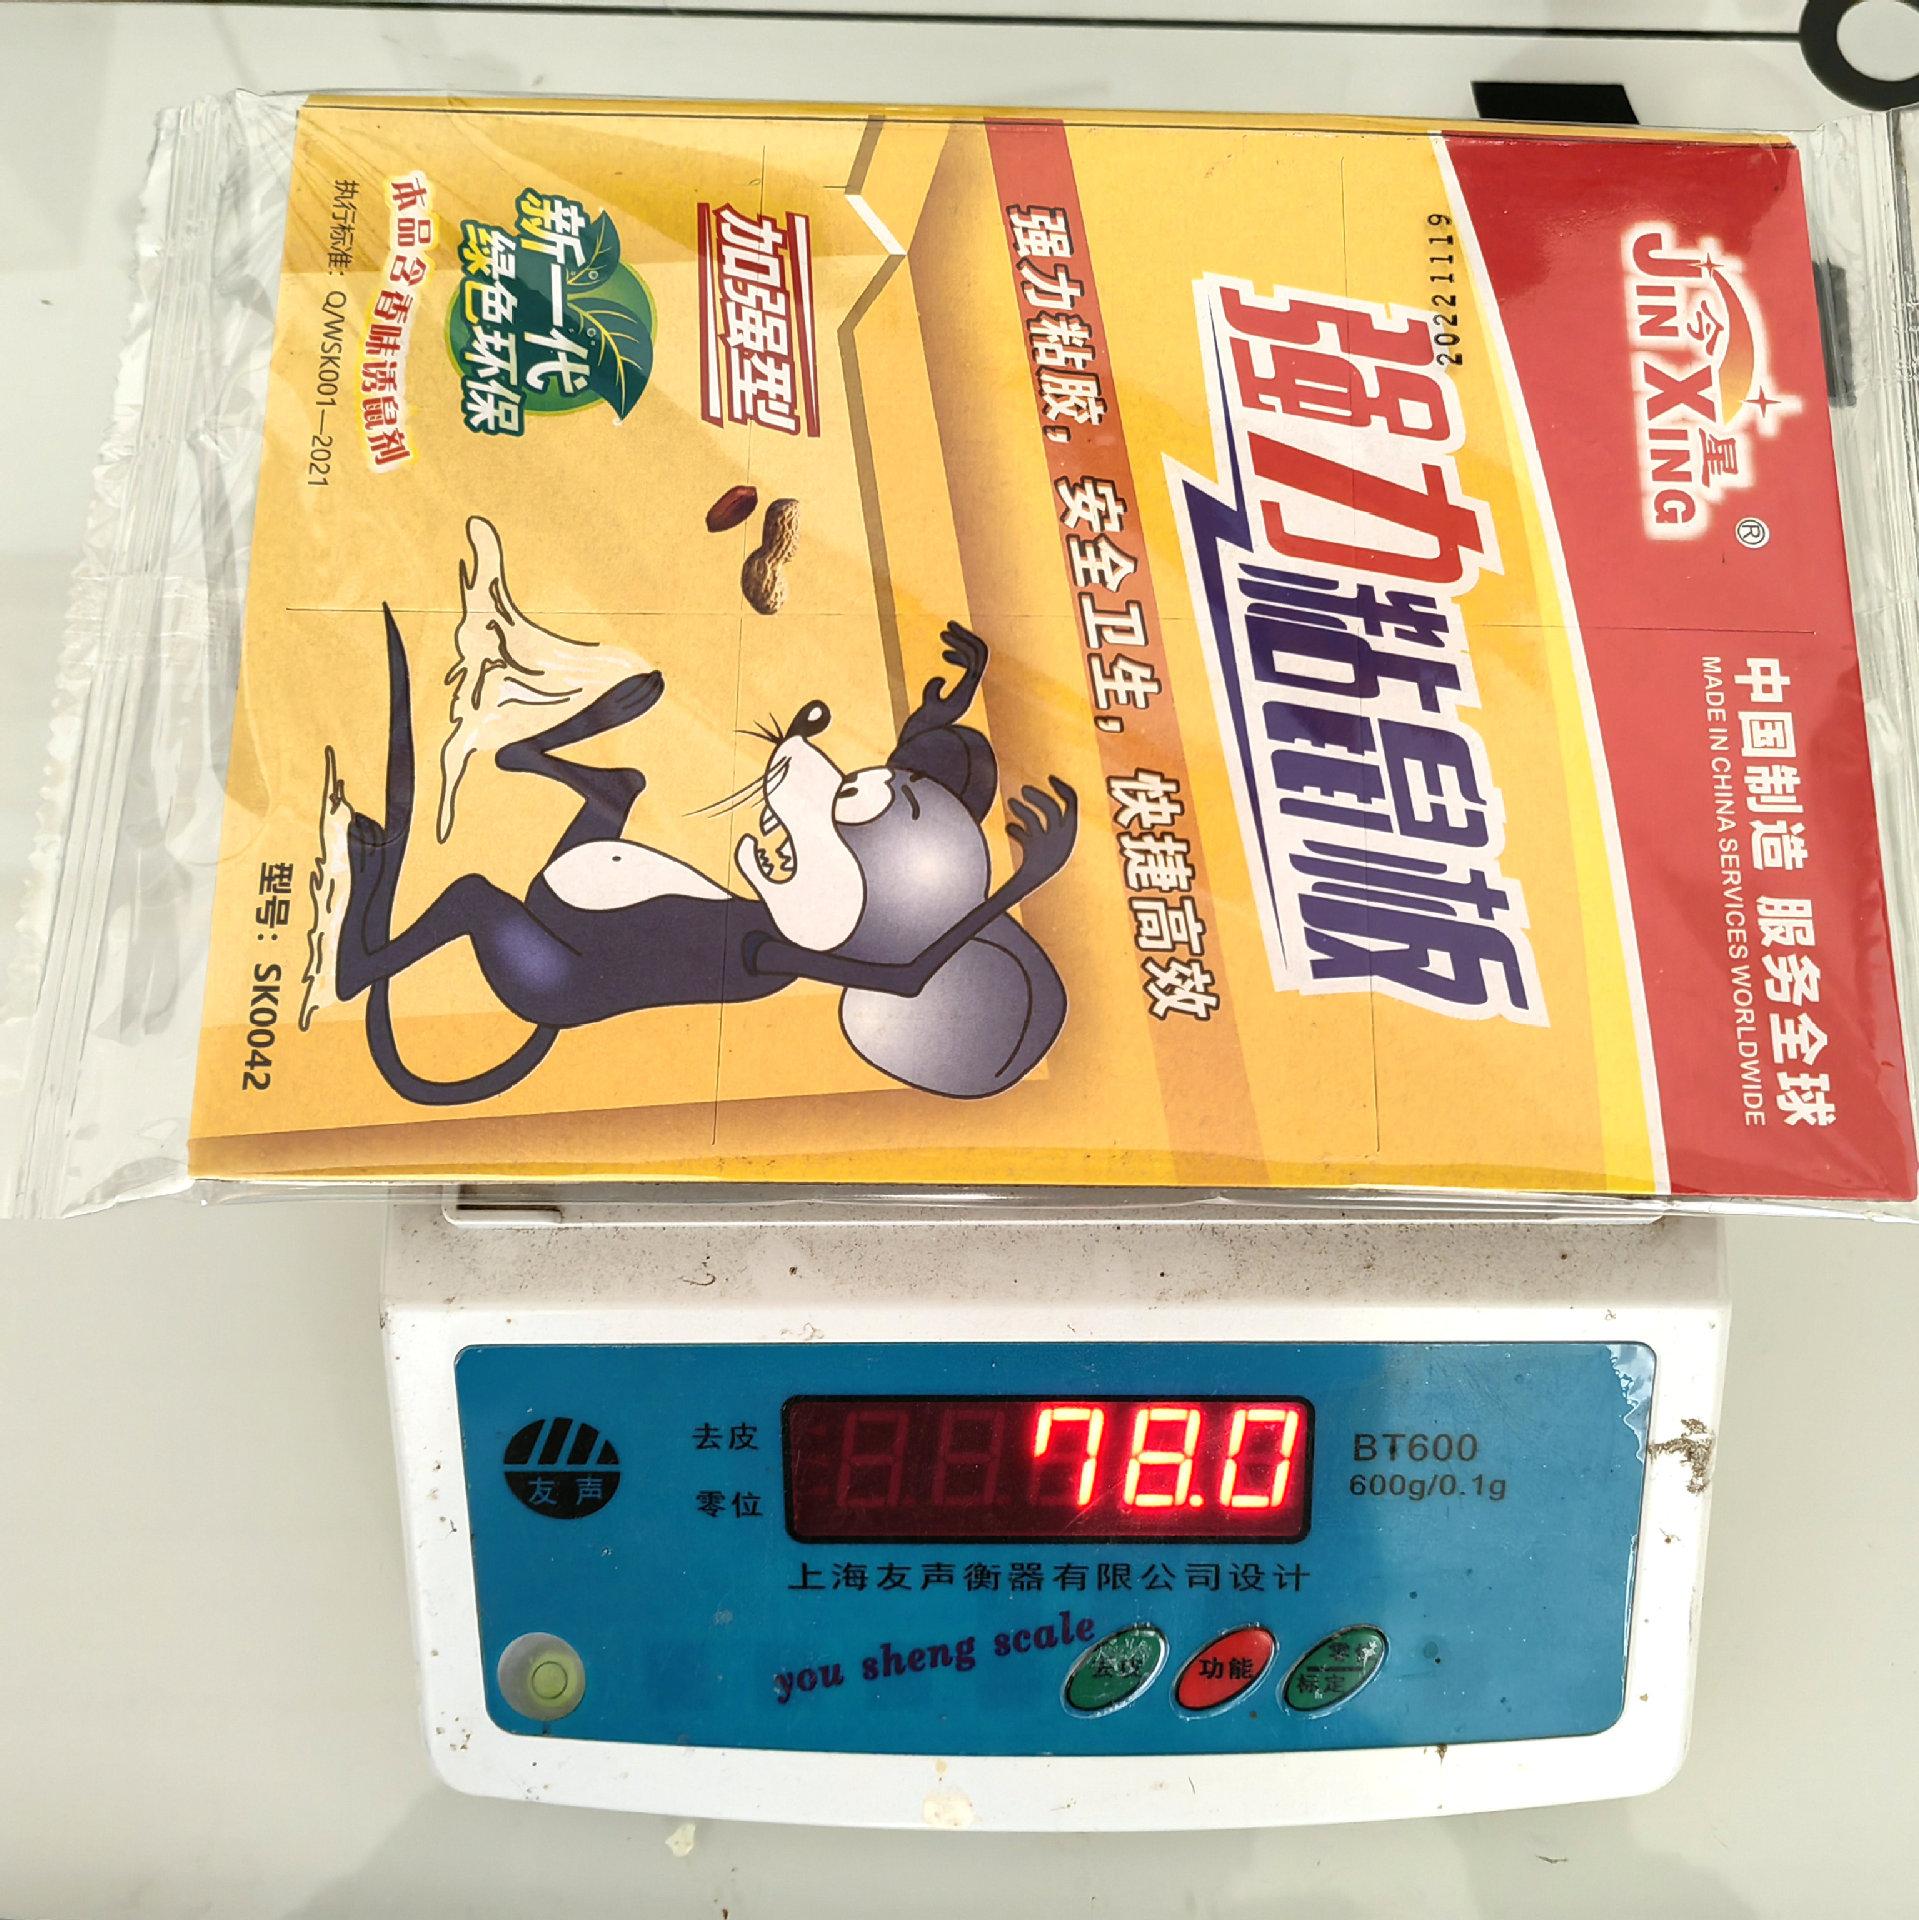 JIN XING
今
星
®
中国制造 服务全球
MADE IN CHINA SERVICES WORLDWIDE
20221119
强力粘鼠板
强力粘胶，安全卫生，快捷高效
加强型
新一代
绿色环保
本品含香味诱鼠剂
执行标准：Q/WSK001—2021
型号：SK0042
友声
去皮
零位
78.0
BT600
600g/0.1g
上海友声衡器有限公司设计
you sheng scale
功能
标定